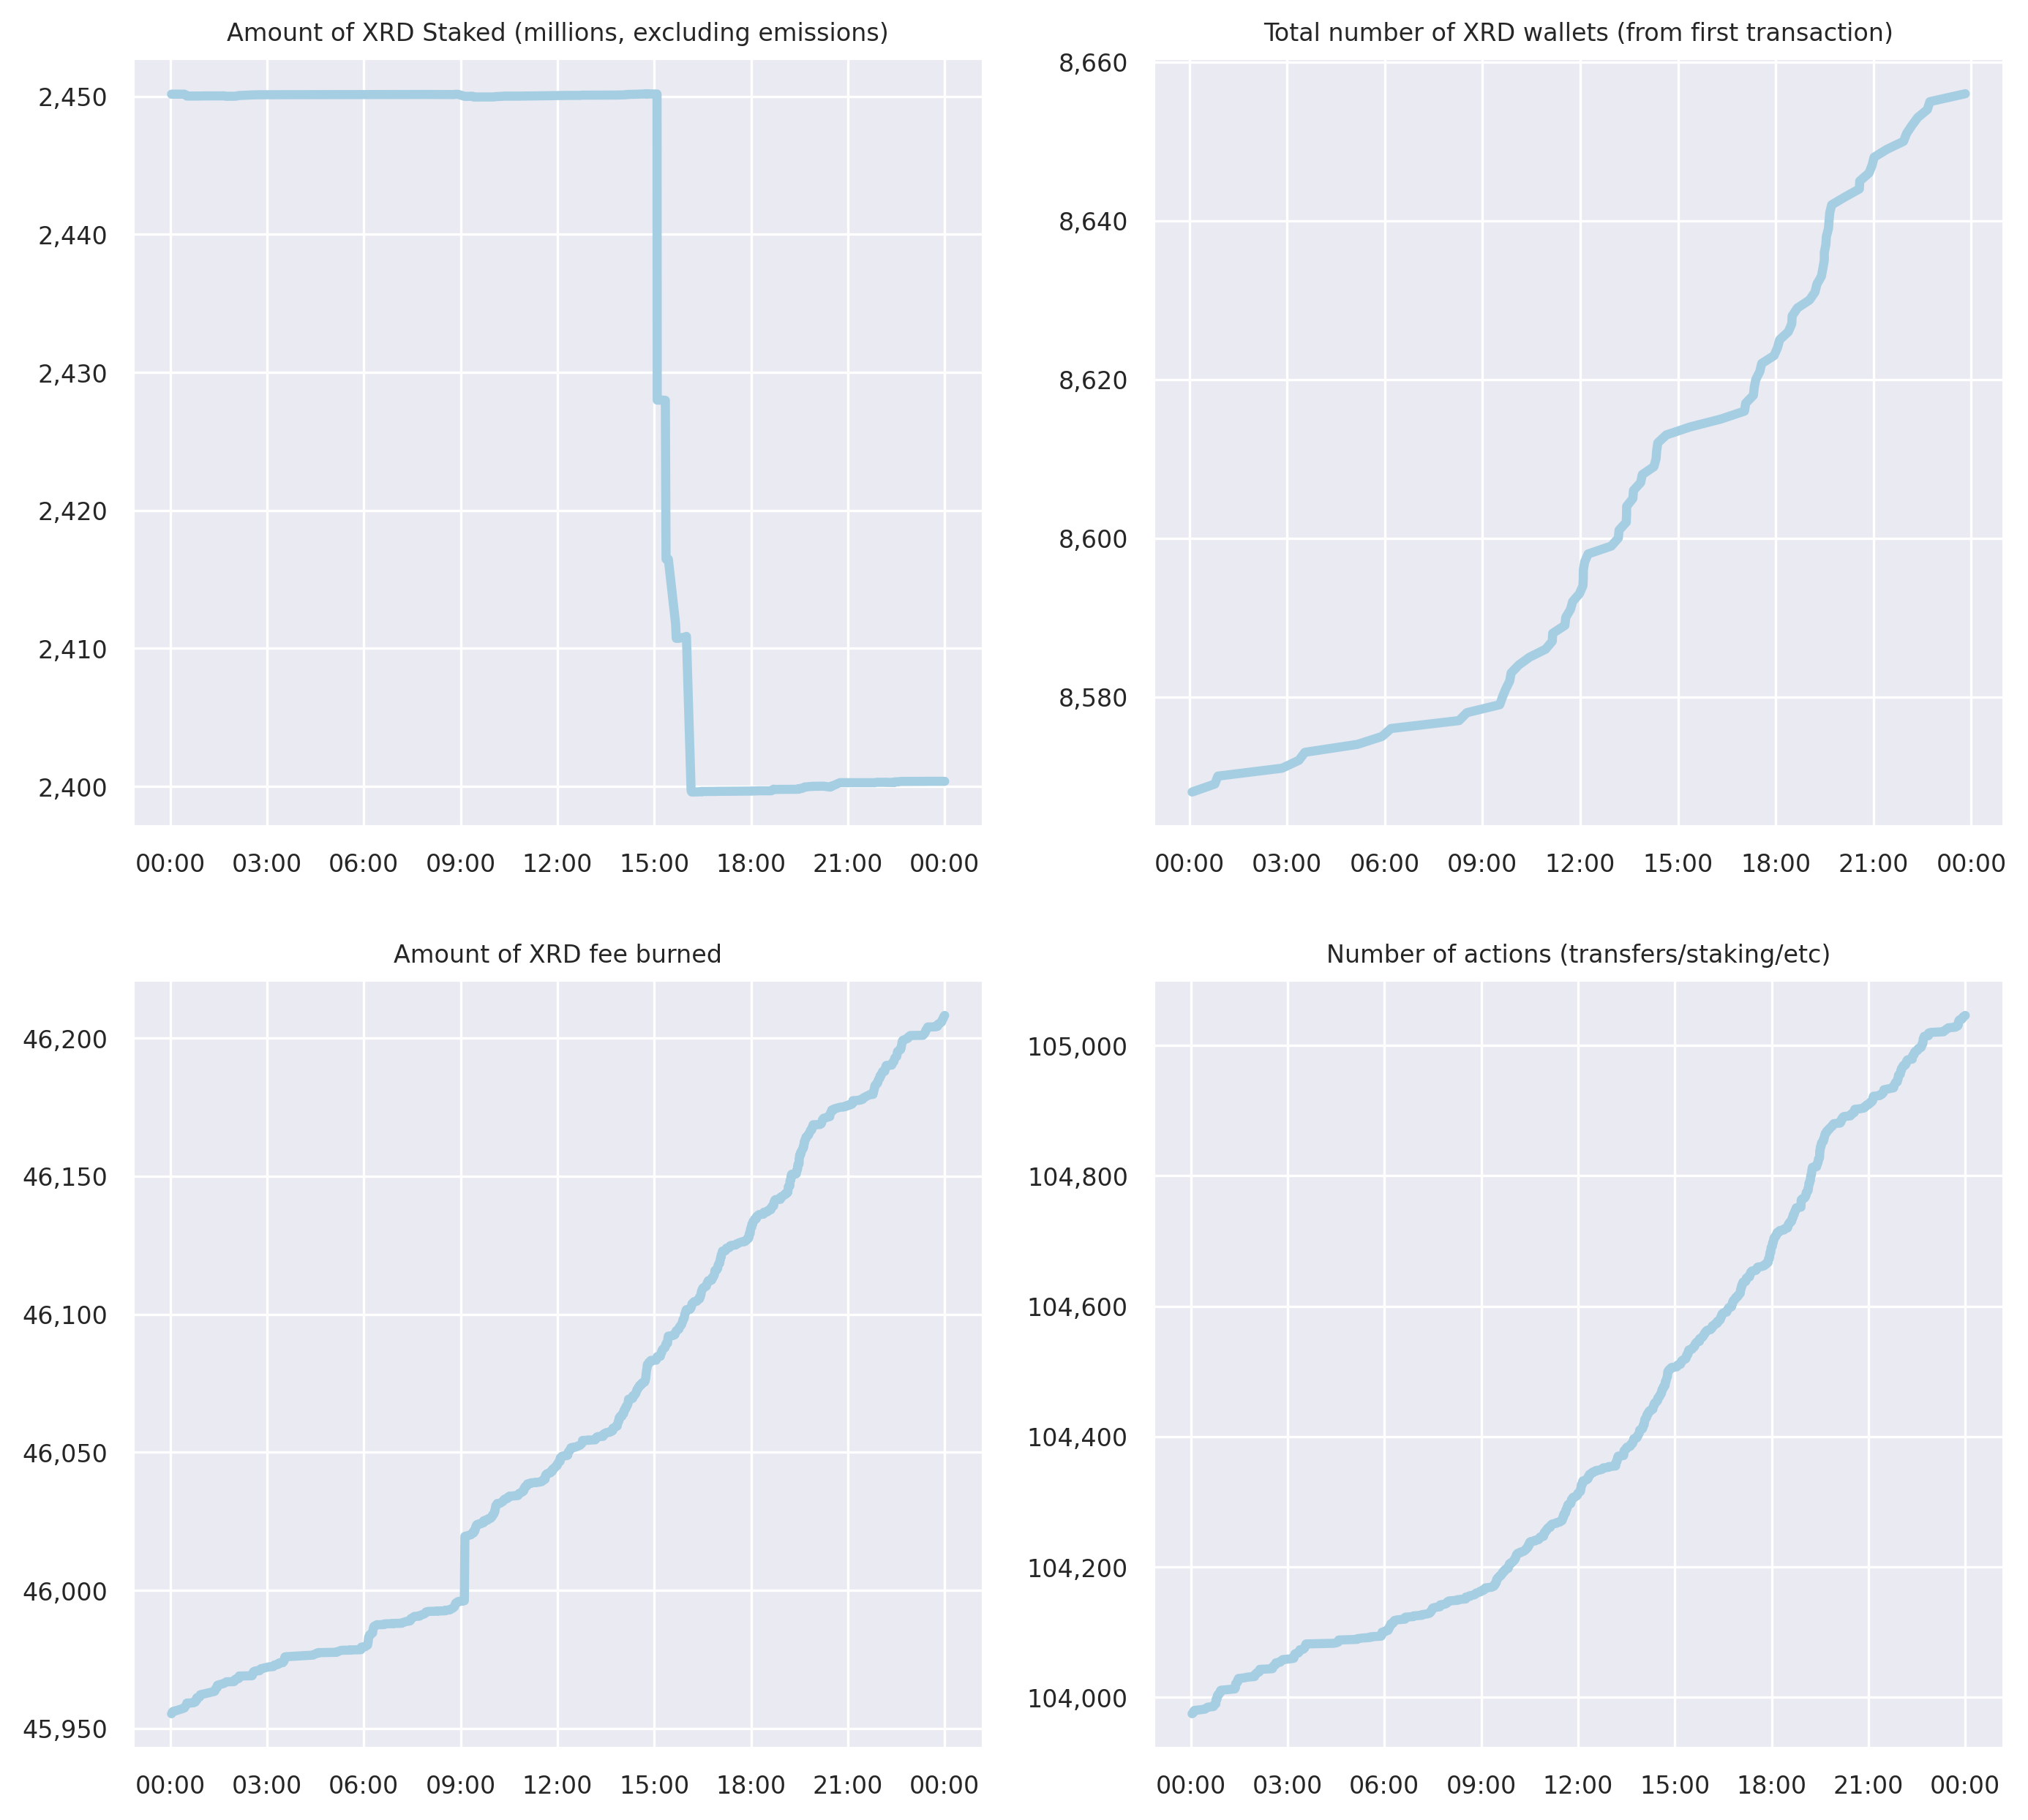 Amount of XRD Staked (millions, excluding emissions)
2,450
2,440
2,430
2,420
2,410
2,400
00:00 03:00 06:00 09:00 12:00 15:00 18:00 21:00 00:00
Total number of XRD wallets (from first transaction)
8,660
8,640
8,620
8,600
8,580
00:00 03:00 06:00 09:00 12:00 15:00 18:00 21:00 00:00
Amount of XRD fee burned
46,200
46,150
46,100
46,050
46,000
45,950
00:00 03:00 06:00 09:00 12:00 15:00 18:00 21:00 00:00
Number of actions (transfers/staking/etc)
105,000
104,800
104,600
104,400
104,200
104,000
00:00 03:00 06:00 09:00 12:00 15:00 18:00 21:00 00:00